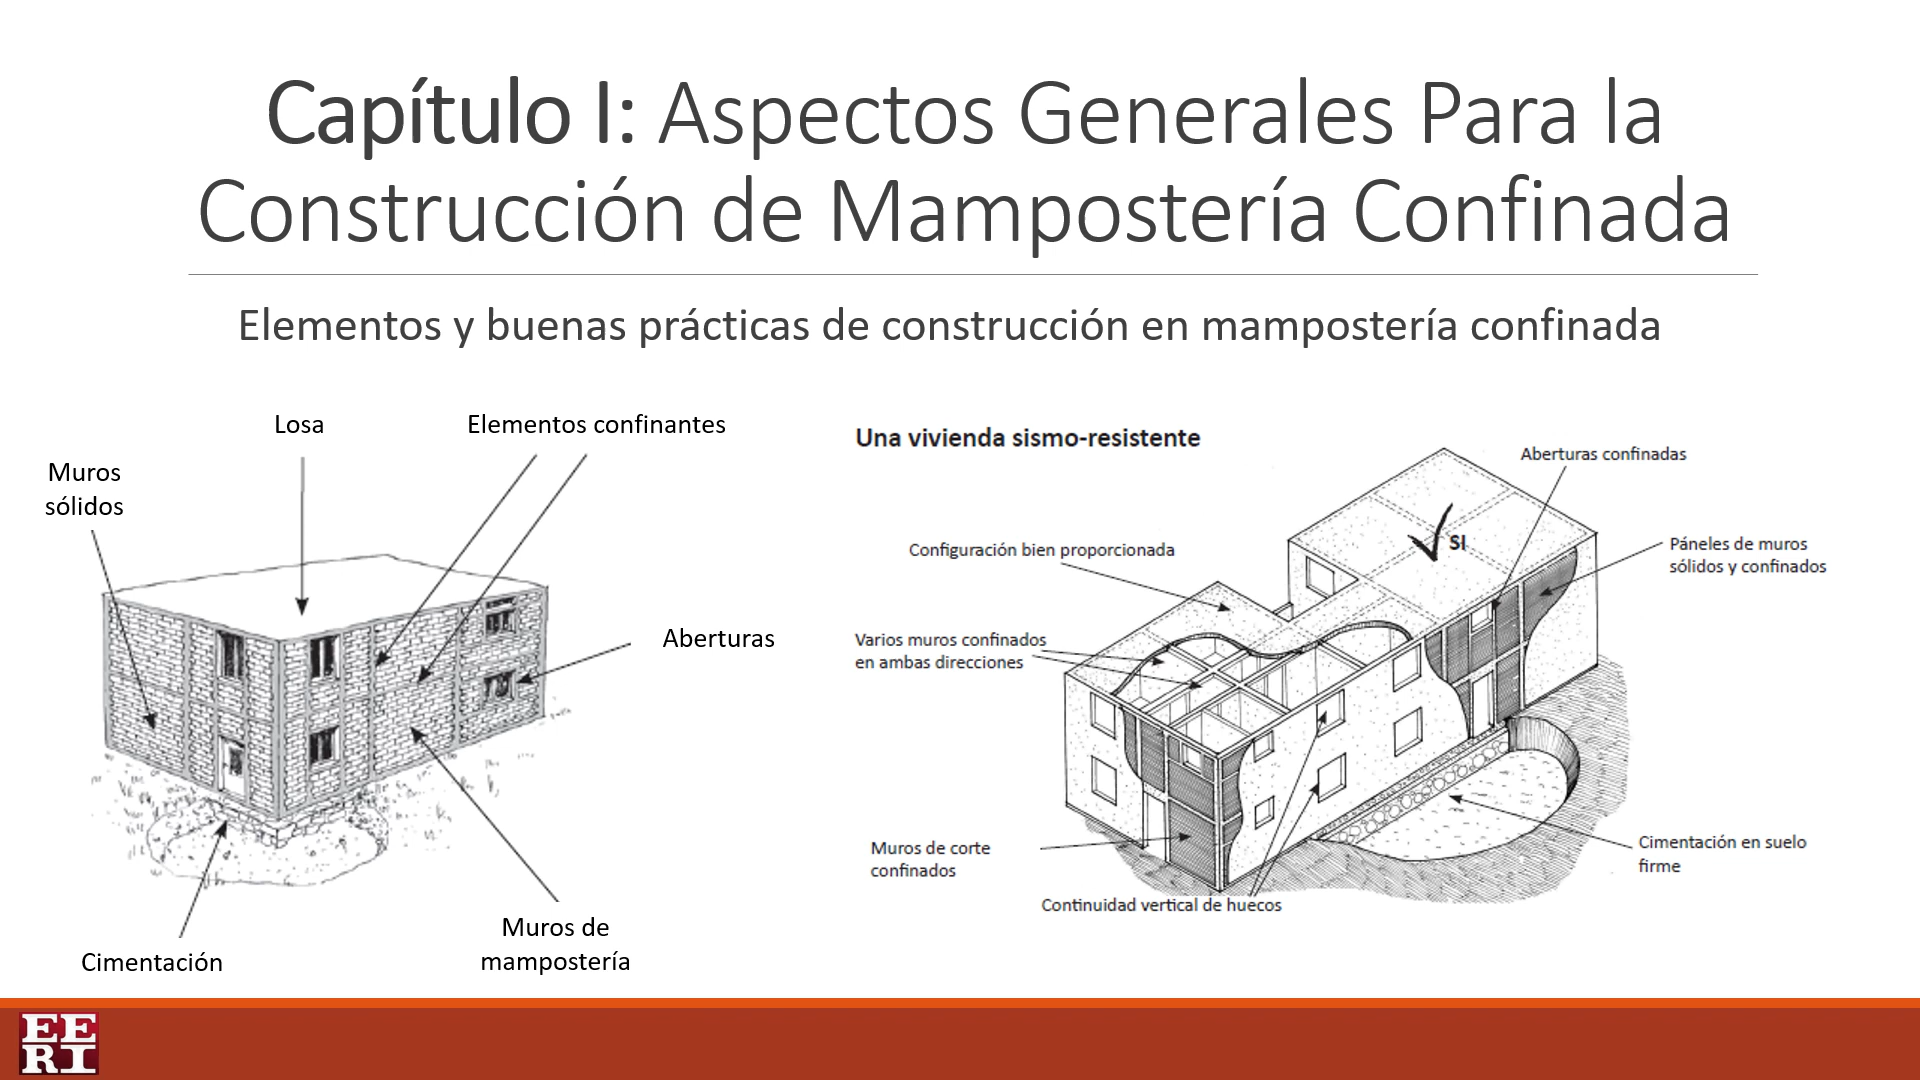 Capítulo I: Aspectos Generales Para la
Construcción de Mampostería Confinada
Elementos y buenas prácticas de construcción en mampostería confinada
Losa
Elementos confinantes
Muros
sólidos
Aberturas
Cimentación
Muros de
mampostería
Una vivienda sismo-resistente
Aberturas confinadas
SI
Configuración bien proporcionada
Páneles de muros
sólidos y confinados
Varios muros confinados
en ambas direcciones
Muros de corte
confinados
Continuidad vertical de huecos
Cimentación en suelo
firme
EE
RI